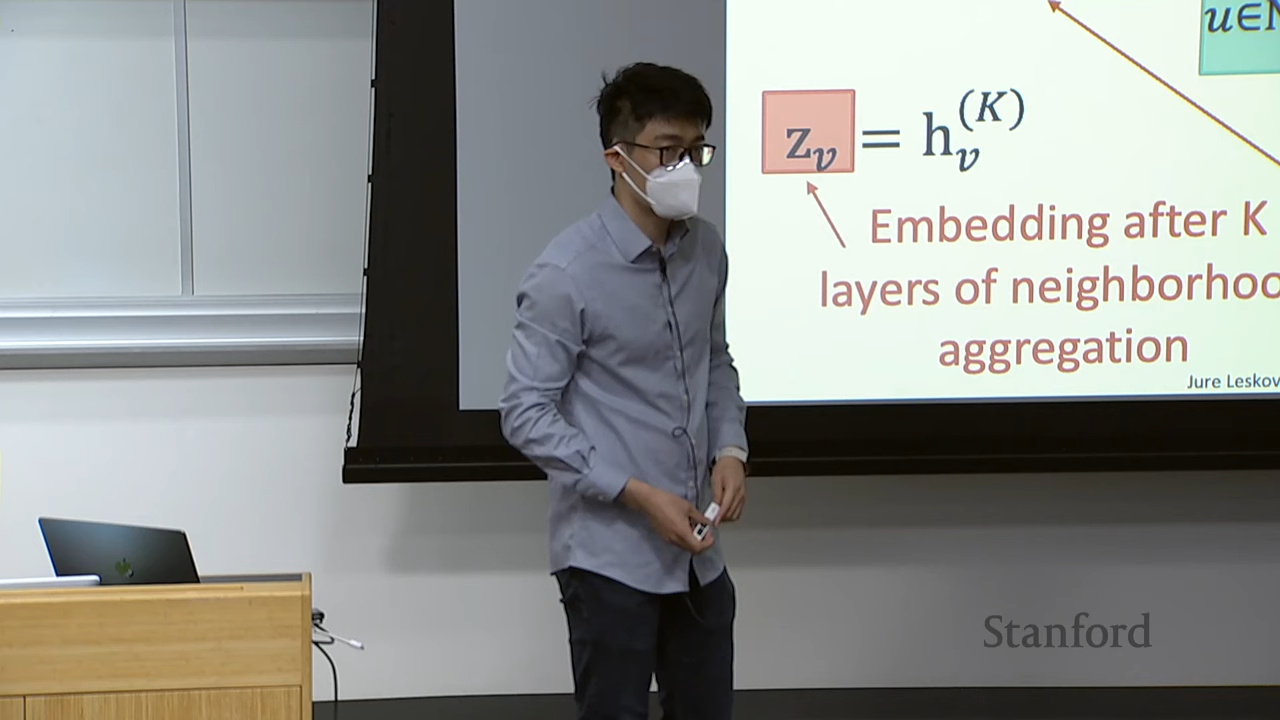 u∈
z_v = h_v^(K)
Embedding after K
layers of neighborhoo
aggregation
Jure Leskov
Stanford